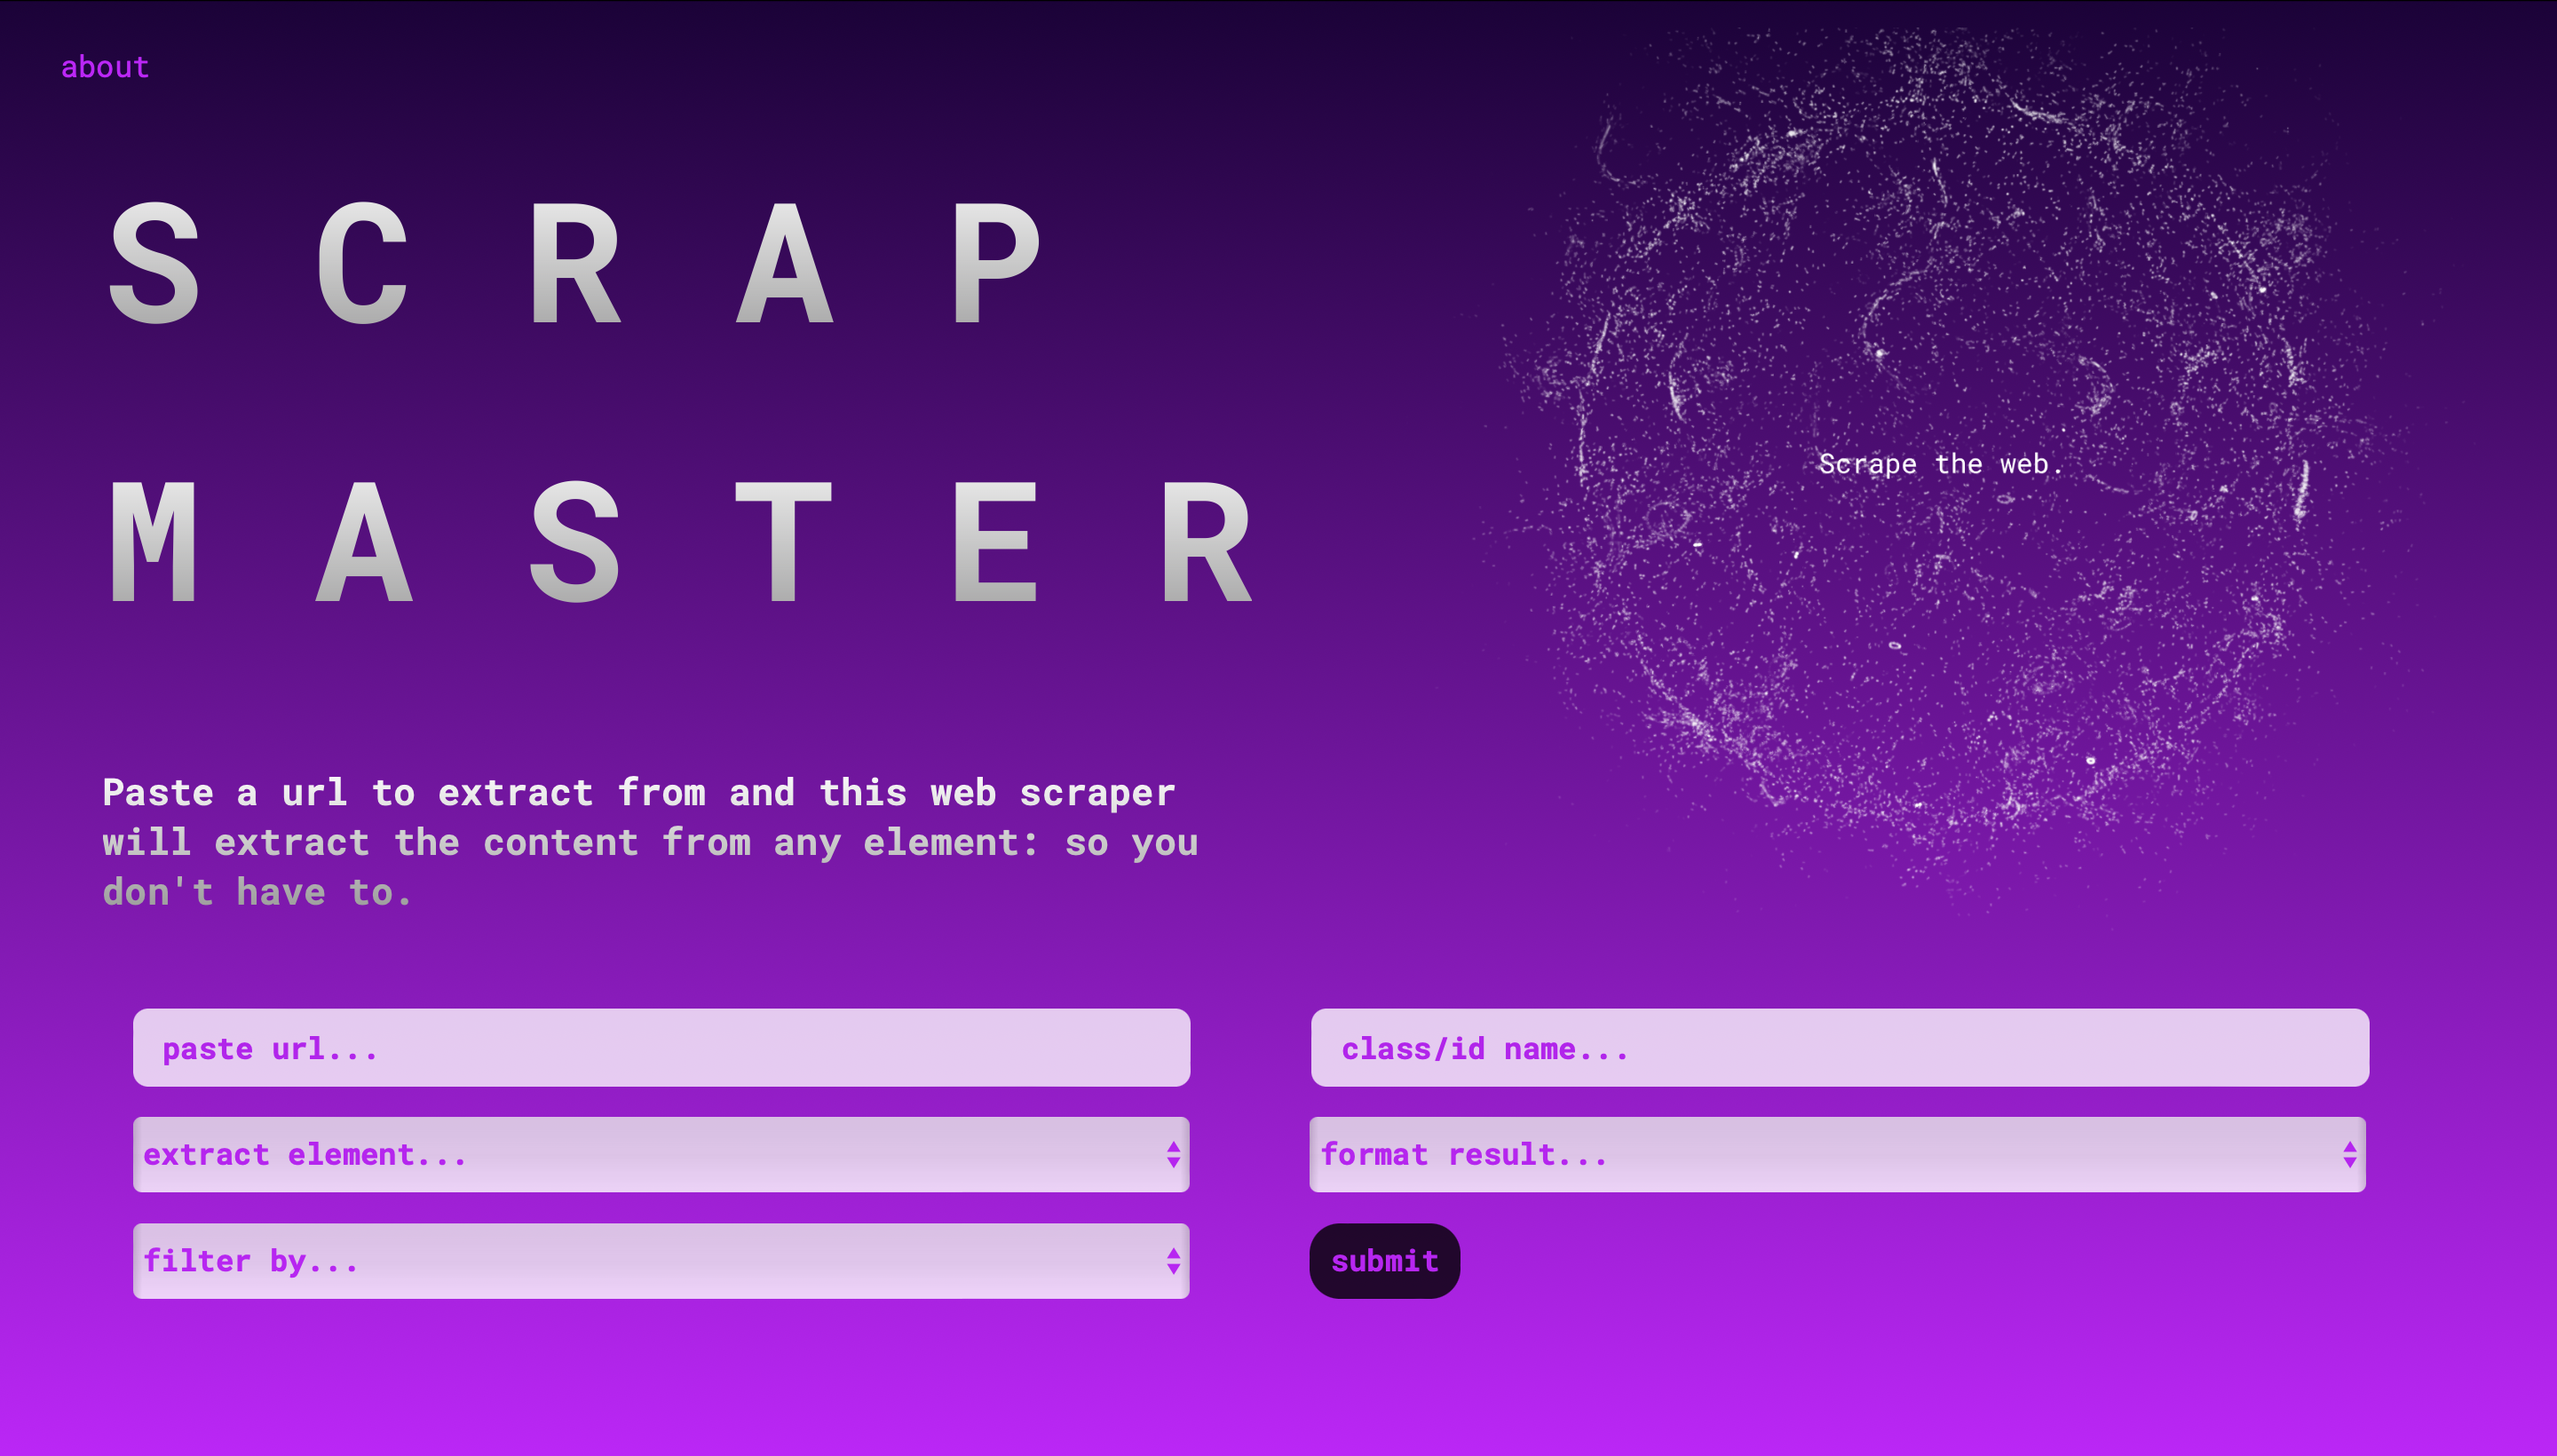 about
S C R A P
M A S T E R
Scrape the web.
Paste a url to extract from and this web scraper
will extract the content from any element: so you
don't have to.
paste url...
class/id name...
extract element...
format result...
filter by...
submit